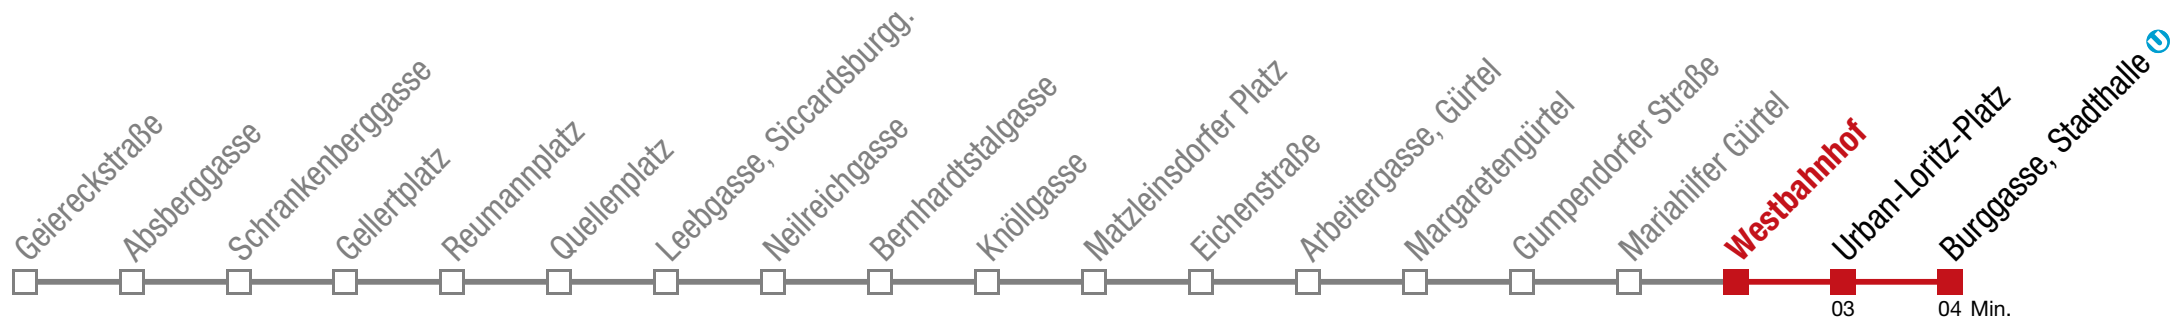 Geiereckstraße
Absberggasse
Schrankenberggasse
Gellertplatz
Reumannplatz
Quellenplatz
Leebgasse, Siccardsburgg.
Neilreichgasse
Bernhardtstalgasse
Knöllgasse
Matzleinsdorfer Platz
Eichenstraße
Arbeitergasse, Gürtel
Margaretengürtel
Gumpendorfer Straße
Mariahilfer Gürtel
Westbahnhof
Urban-Loritz-Platz
Burggasse, Stadthalle U
03 04 Min.